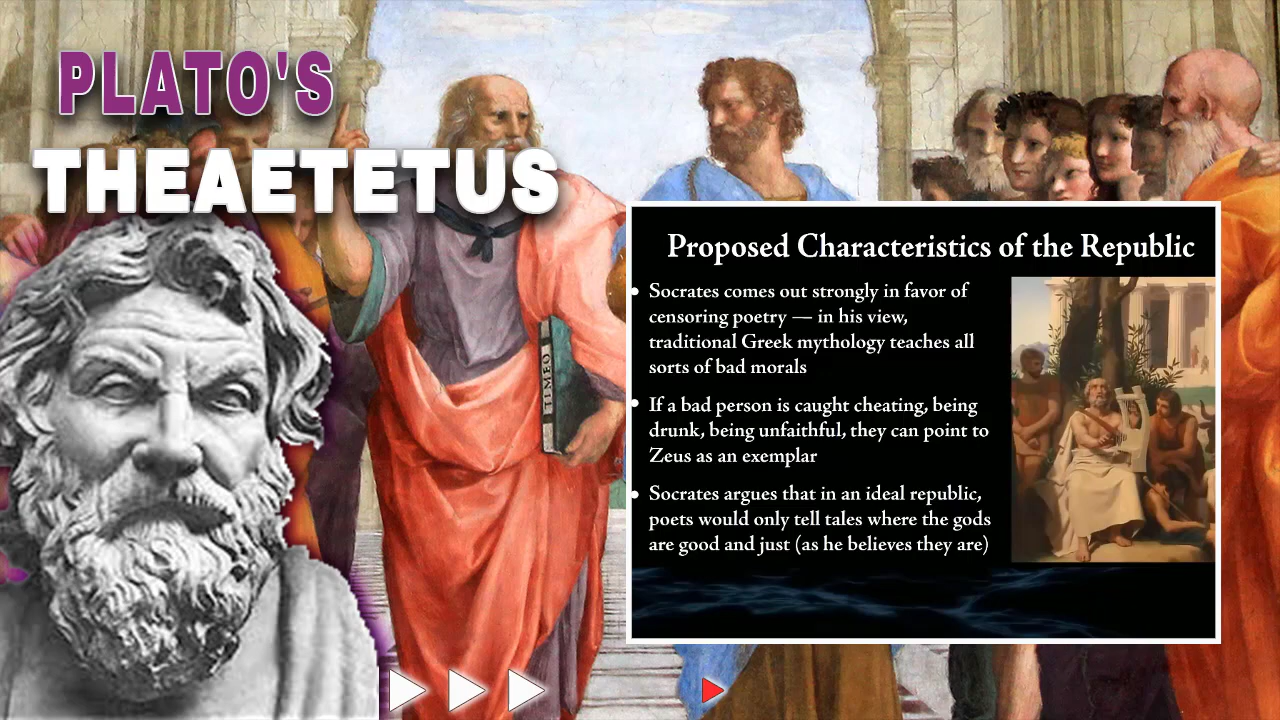 PLATO'S
THEAETETUS
TIMEO
Proposed Characteristics of the Republic
• Socrates comes out strongly in favor of
censoring poetry — in his view,
traditional Greek mythology teaches all
sorts of bad morals
• If a bad person is caught cheating, being
drunk, being unfaithful, they can point to
Zeus as an exemplar
• Socrates argues that in an ideal republic,
poets would only tell tales where the gods
are good and just (as he believes they are)